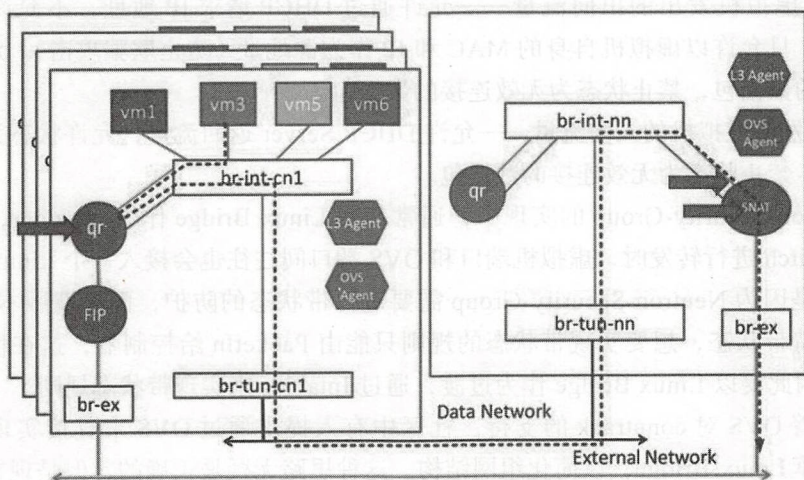 vm1
vm3
vm5
vm6
br-int-cn1
qr
L3 Agent
OVS
Agent
FIP
br-tun-cn1
br-ex
br-int-nn
L3 Agent
OVS
Agent
qr
SNAT
br-tun-nn
br-ex
Data Network
External Network